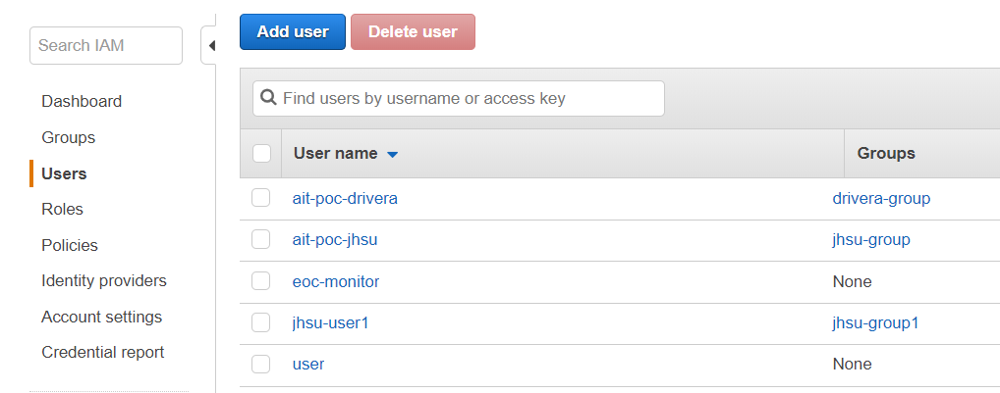 Search IAM
Dashboard
Groups
Users
Roles
Policies
Identity providers
Account settings
Credential report
Add user Delete user
Find users by username or access key
User name Groups
ait-poc-drivera drivera-group
ait-poc-jhsu jhsu-group
eoc-monitor None
jhsu-user1 jhsu-group1
user None